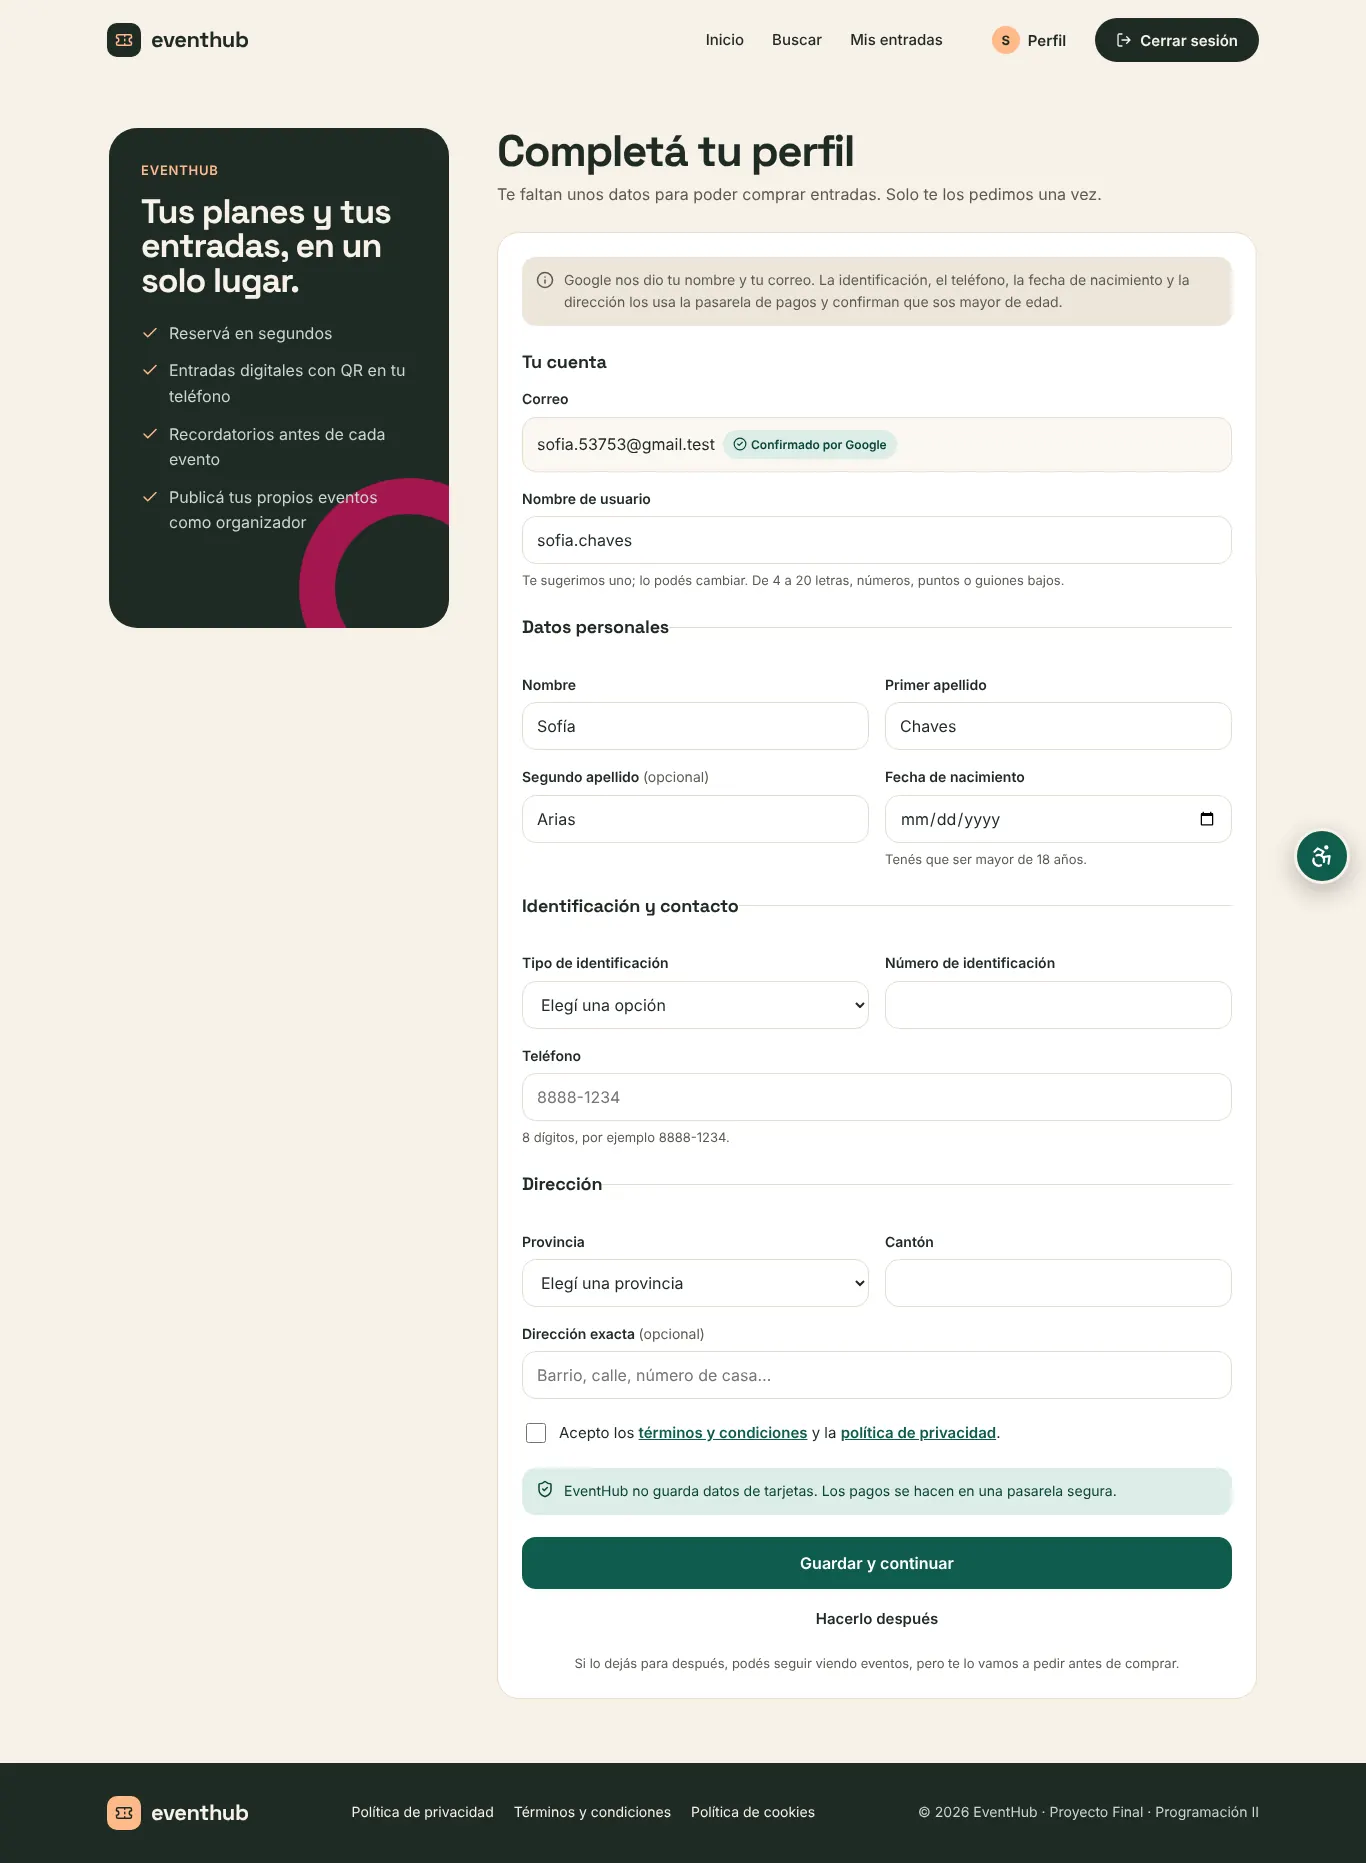 eventhub
Inicio
Buscar
Mis entradas
S
Perfil
Cerrar sesión
EVENTHUB
Tus planes y tus
entradas, en un
solo lugar.
Reservá en segundos
Entradas digitales con QR en tu
teléfono
Recordatorios antes de cada
evento
Publicá tus propios eventos
como organizador
Completá tu perfil
Te faltan unos datos para poder comprar entradas. Solo te los pedimos una vez.
Google nos dio tu nombre y tu correo. La identificación, el teléfono, la fecha de nacimiento y la
dirección los usa la pasarela de pagos y confirman que sos mayor de edad.
Tu cuenta
Correo
sofia.53753@gmail.test
Confirmado por Google
Nombre de usuario
sofia.chaves
Te sugerimos uno; lo podés cambiar. De 4 a 20 letras, números, puntos o guiones bajos.
Datos personales
Nombre
Primer apellido
Sofía
Chaves
Segundo apellido (opcional)
Fecha de nacimiento
Arias
mm/dd/yyyy
Tenés que ser mayor de 18 años.
Identificación y contacto
Tipo de identificación
Número de identificación
Elegí una opción
Teléfono
8888-1234
8 dígitos, por ejemplo 8888-1234.
Dirección
Provincia
Cantón
Elegí una provincia
Dirección exacta (opcional)
Barrio, calle, número de casa...
Acepto los términos y condiciones y la política de privacidad.
EventHub no guarda datos de tarjetas. Los pagos se hacen en una pasarela segura.
Guardar y continuar
Hacerlo después
Si lo dejás para después, podés seguir viendo eventos, pero te lo vamos a pedir antes de comprar.
eventhub
Política de privacidad
Términos y condiciones
Política de cookies
© 2026 EventHub · Proyecto Final · Programación II